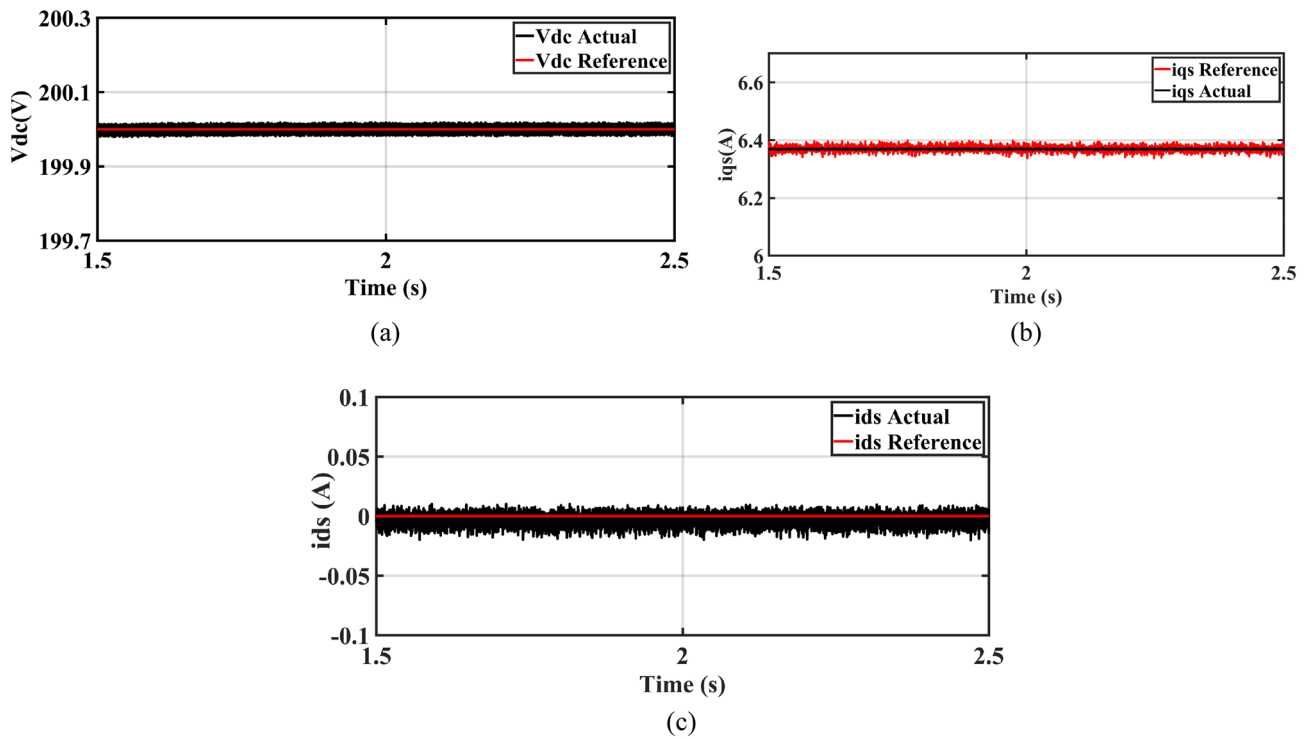 200.3
200.1
199.9
199.7
Vdc(V)
Vdc Actual
Vdc Reference
1.5 2 2.5
Time (s)
(a)
6.6
6.4
6.2
6
iqs(A)
iqs Reference
iqs Actual
1.5 2 2.5
Time (s)
(b)
0.1
0.05
0
-0.05
-0.1
ids (A)
ids Actual
ids Reference
1.5 2 2.5
Time (s)
(c)